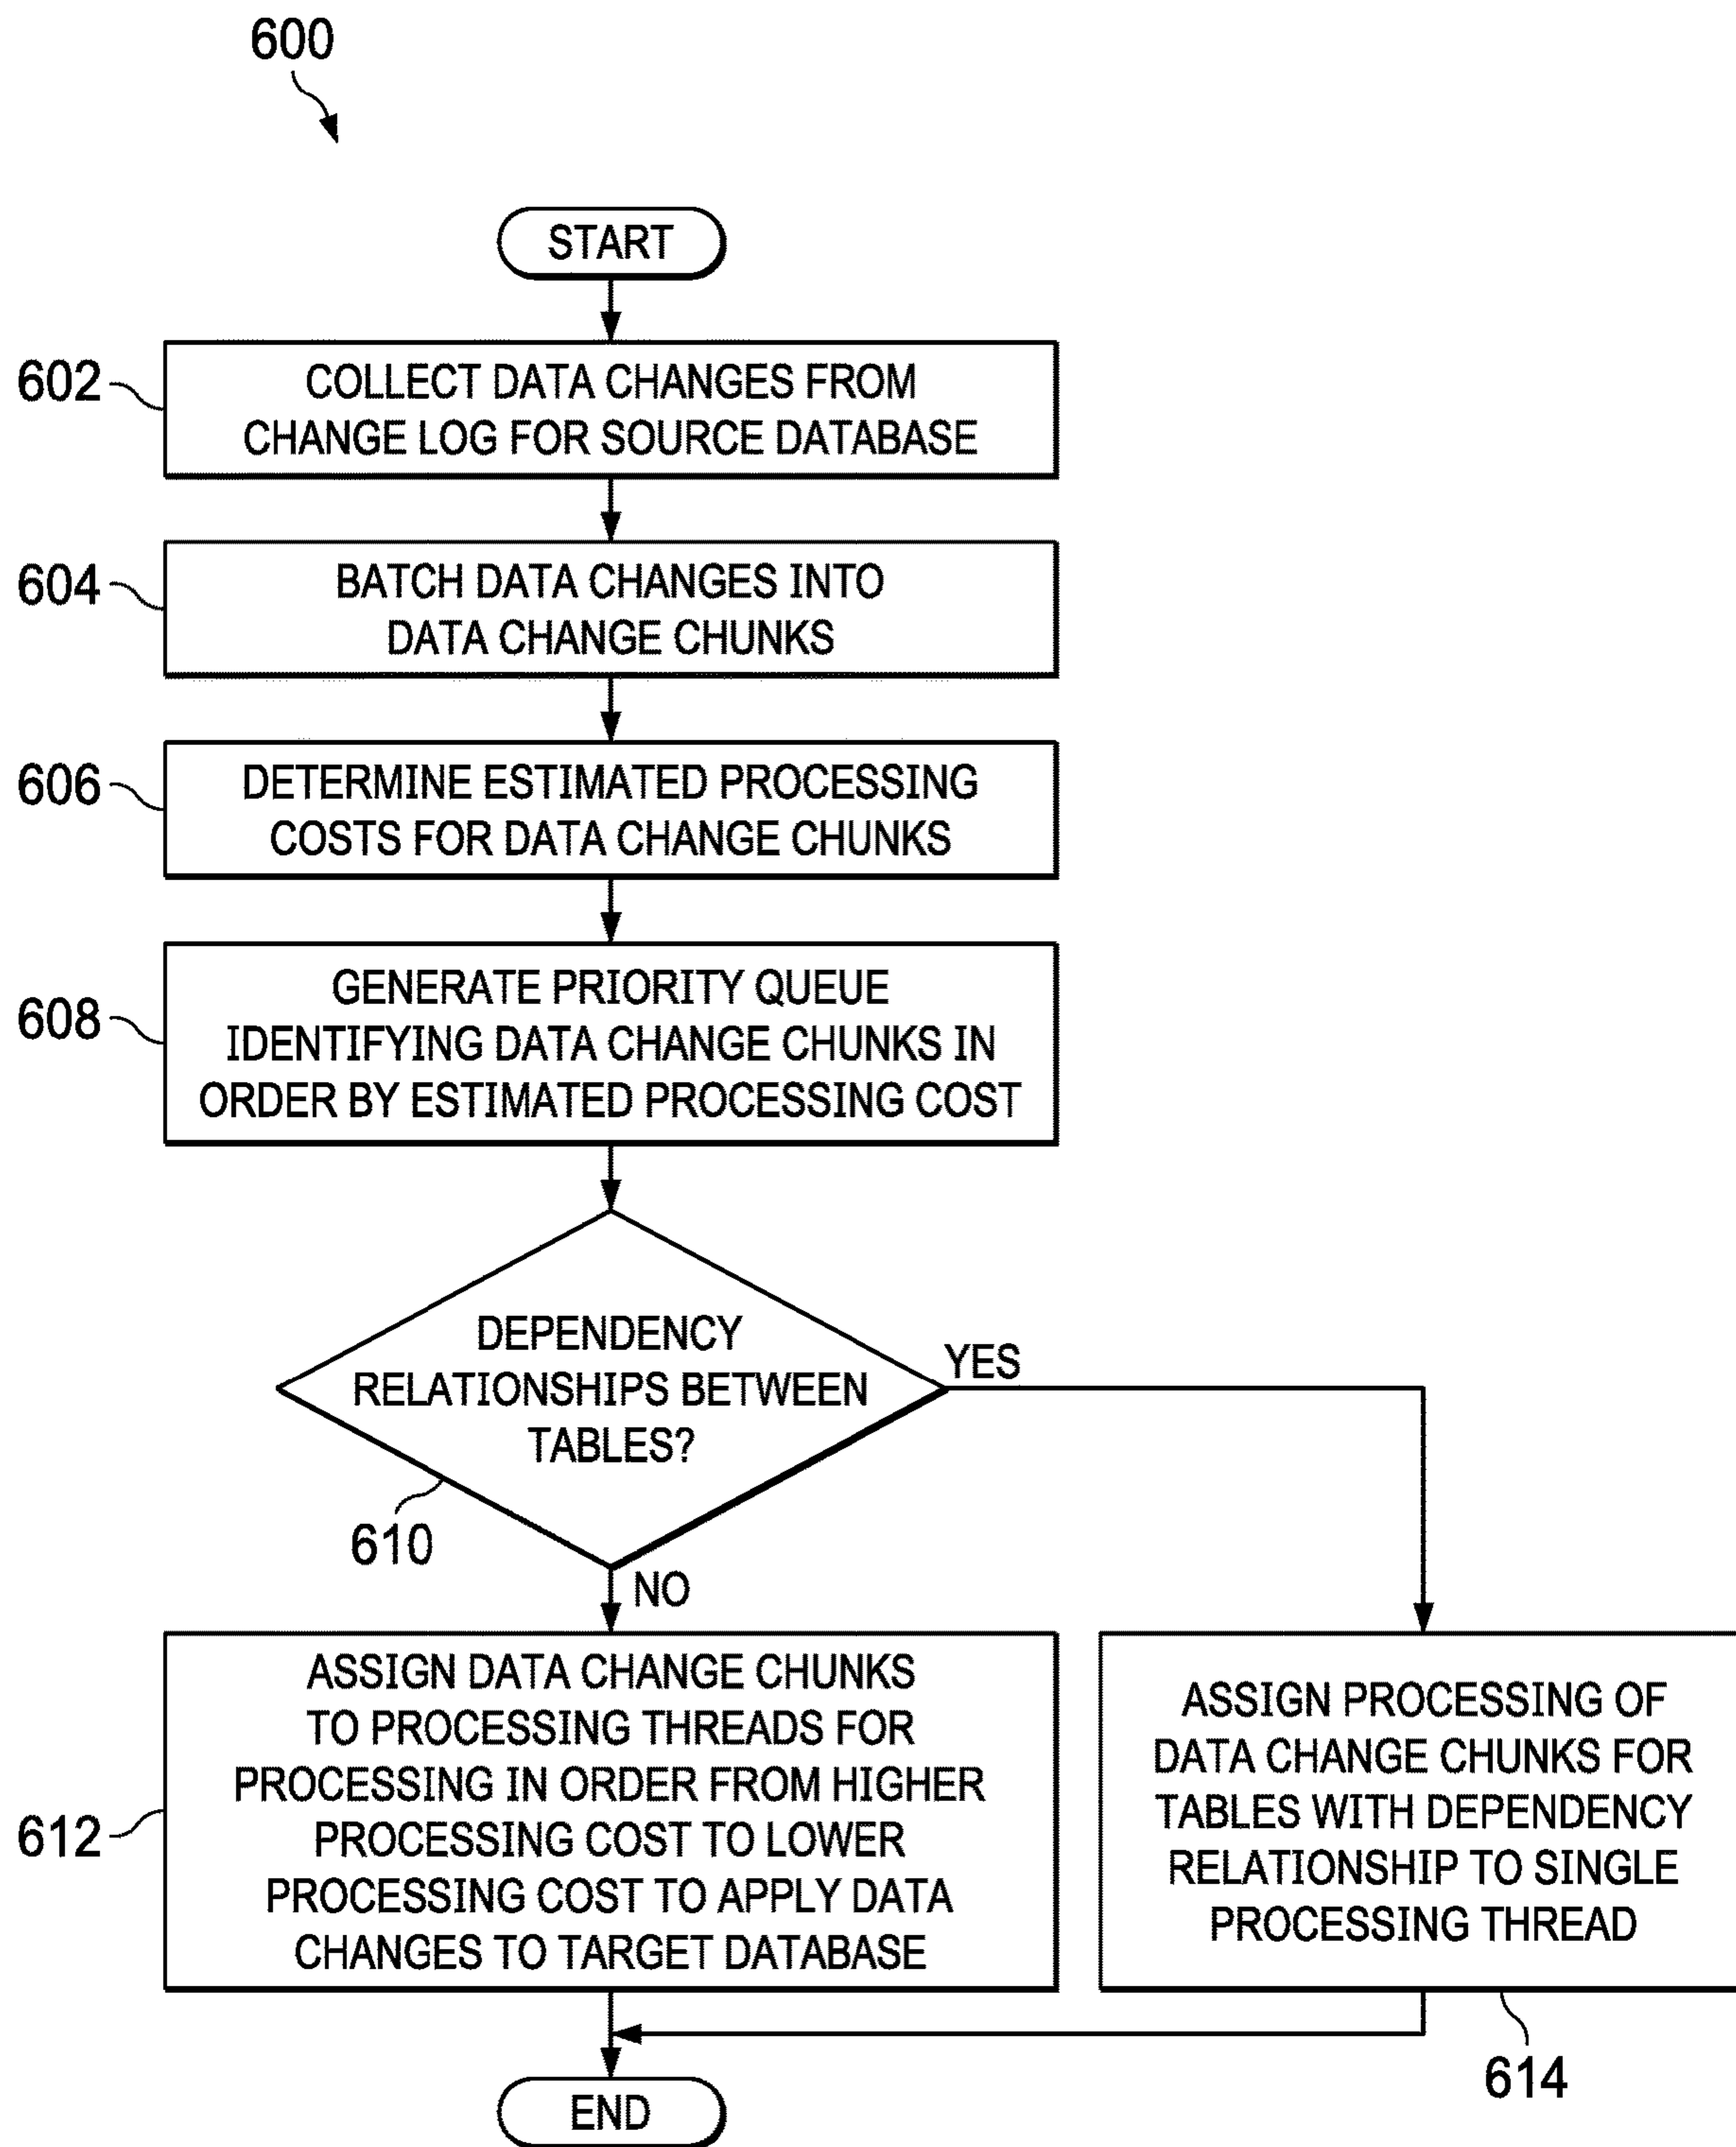 600
START
602
COLLECT DATA CHANGES FROM
CHANGE LOG FOR SOURCE DATABASE
604
BATCH DATA CHANGES INTO
DATA CHANGE CHUNKS
606
DETERMINE ESTIMATED PROCESSING
COSTS FOR DATA CHANGE CHUNKS
608
GENERATE PRIORITY QUEUE
IDENTIFYING DATA CHANGE CHUNKS IN
ORDER BY ESTIMATED PROCESSING COST
DEPENDENCY
RELATIONSHIPS BETWEEN
TABLES?
YES
610
NO
612
ASSIGN DATA CHANGE CHUNKS
TO PROCESSING THREADS FOR
PROCESSING IN ORDER FROM HIGHER
PROCESSING COST TO LOWER
PROCESSING COST TO APPLY DATA
CHANGES TO TARGET DATABASE
ASSIGN PROCESSING OF
DATA CHANGE CHUNKS FOR
TABLES WITH DEPENDENCY
RELATIONSHIP TO SINGLE
PROCESSING THREAD
614
END